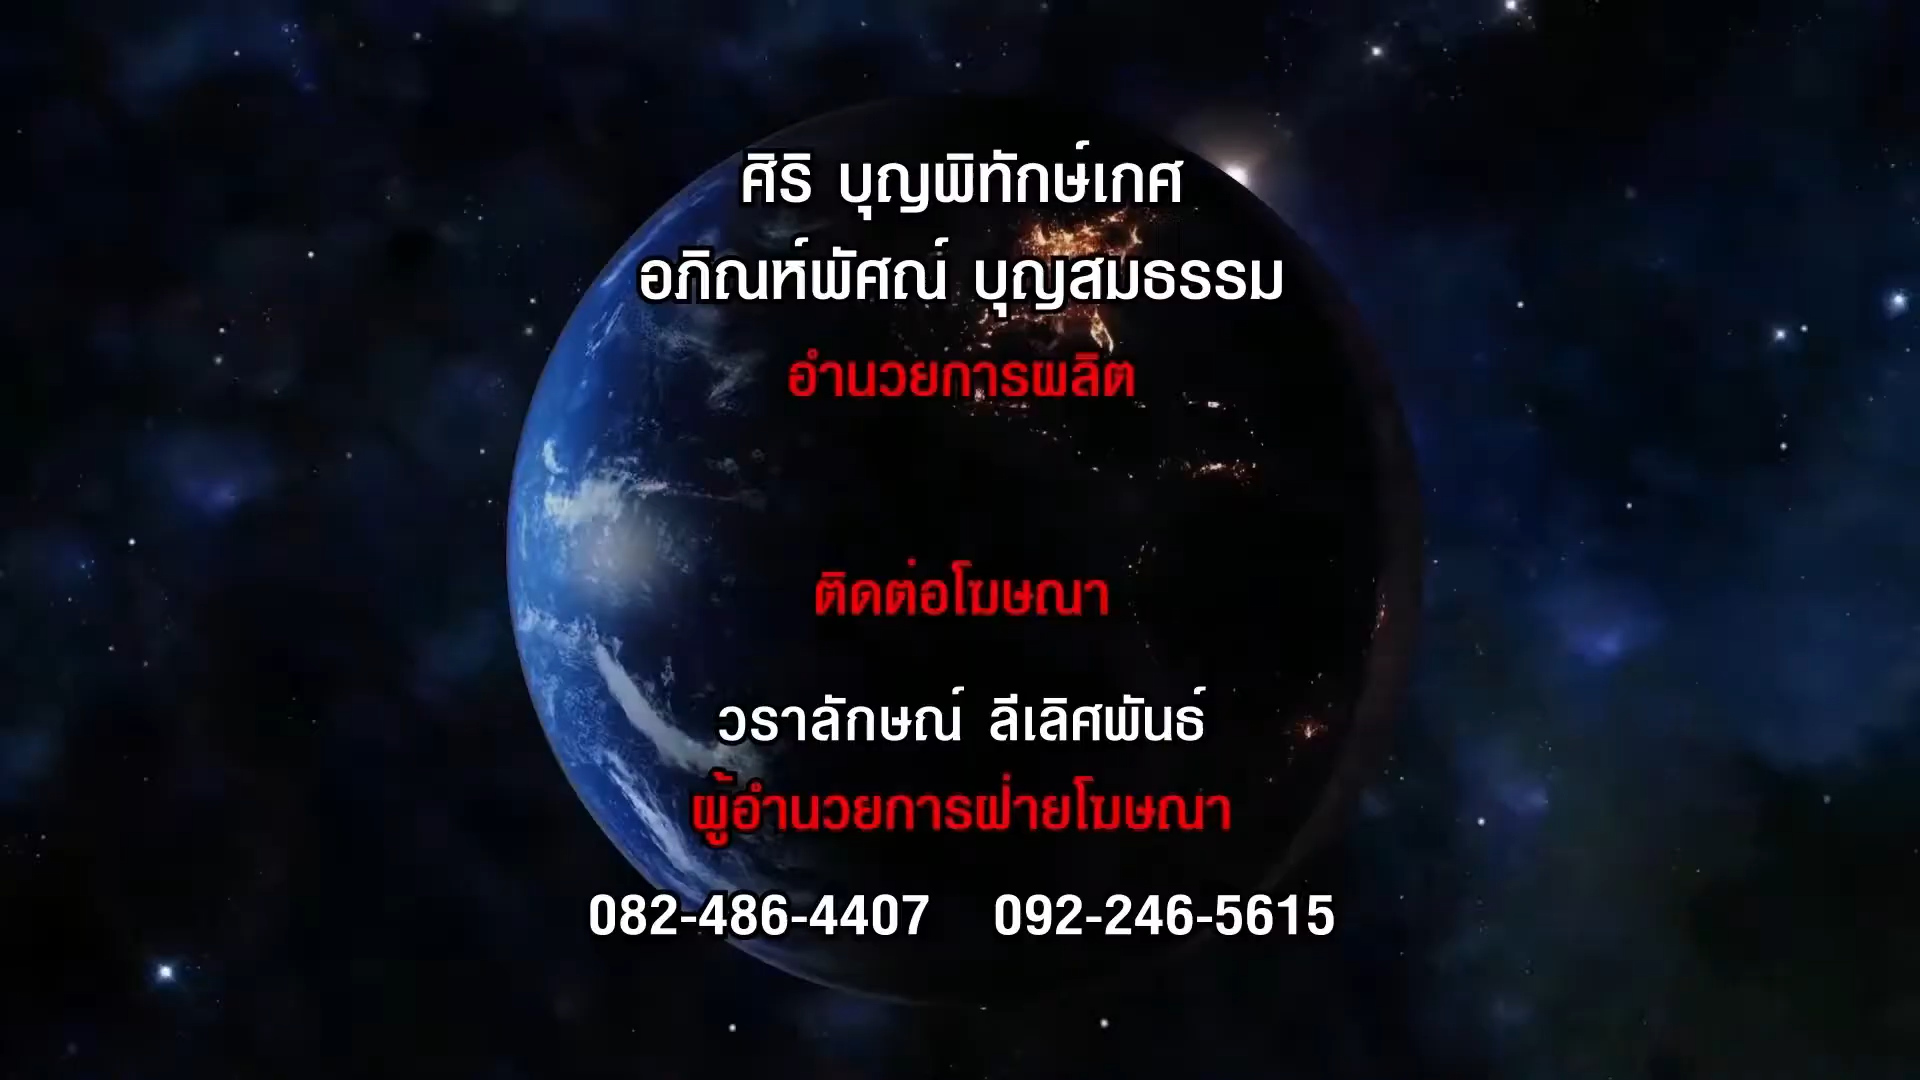 ศิริ บุญพิทักษ์เกศ
อภิณห์พัศณ์ บุญสมธรรม
อำนวยการผลิต
ติดต่อโฆษณา
วราลักษณ์ ลีเลิศพันธ์
ผู้อำนวยการฝ่ายโฆษณา
082-486-4407 092-246-5615